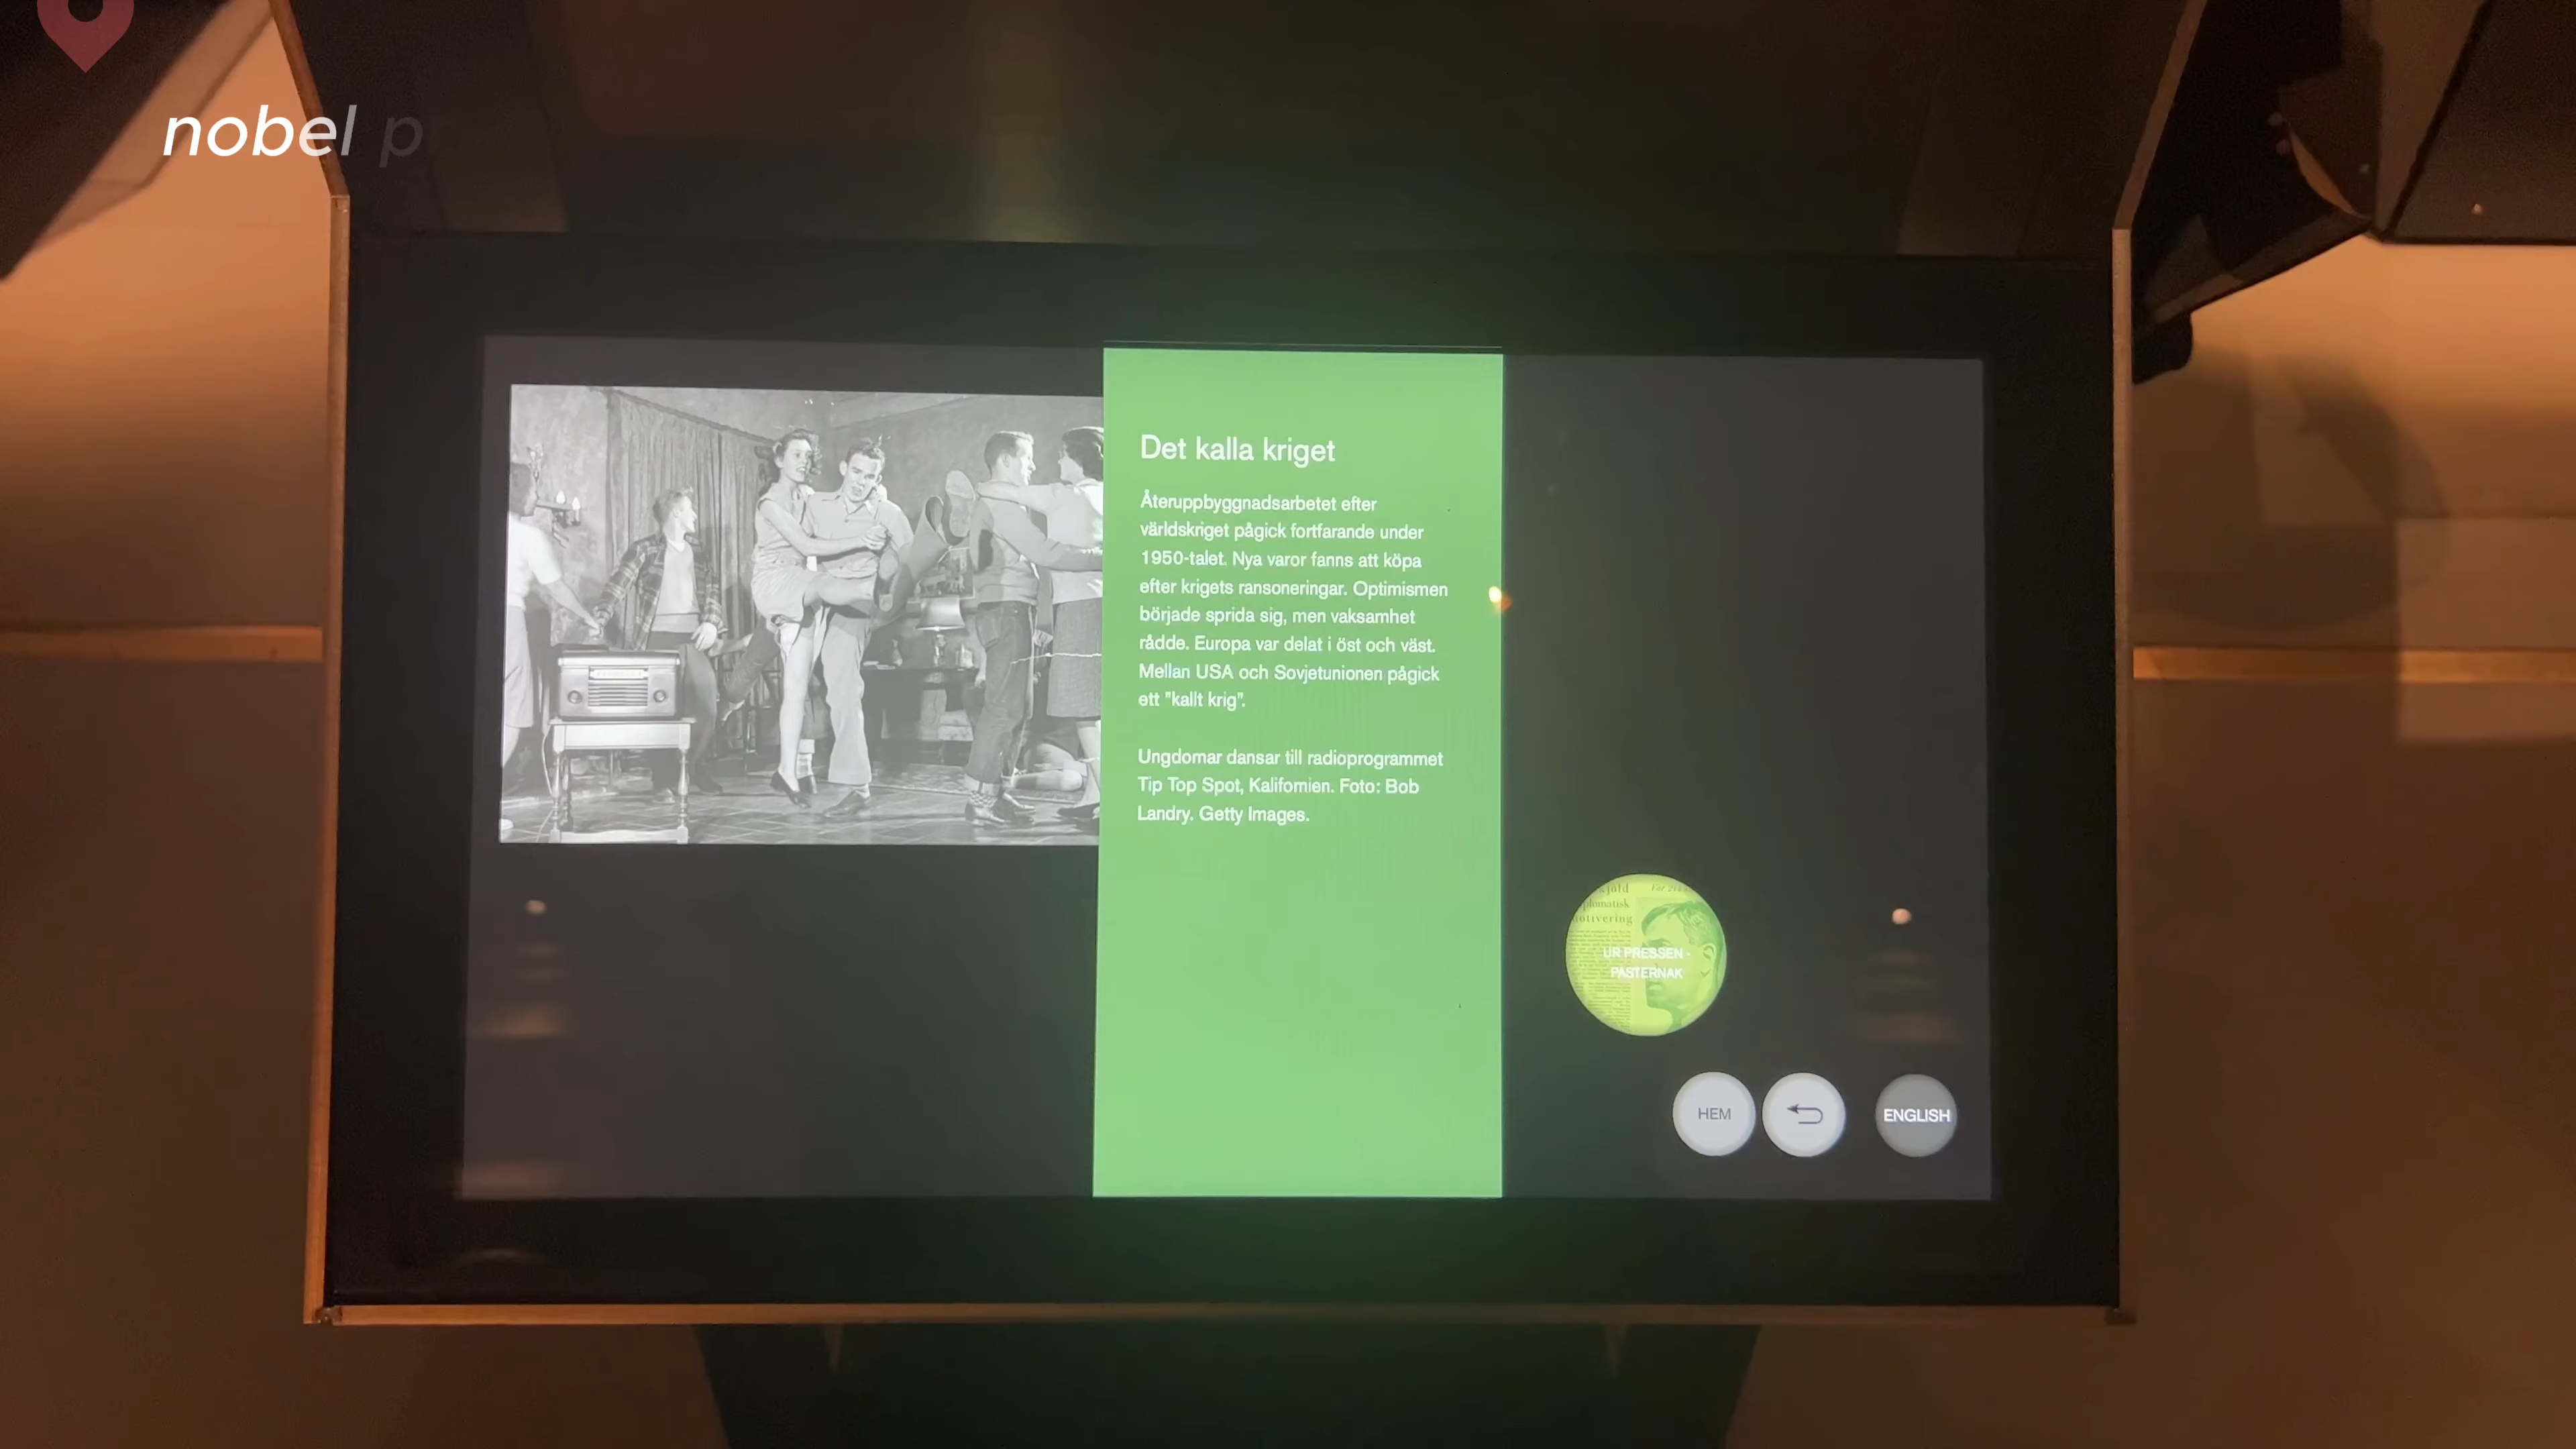 nobel p
Det kalla kriget
Återuppbyggnadsarbetet efter
världskriget pågick fortfarande under
1950-talet. Nya varor fanns att köpa
efter krigets ransoneringar. Optimismen
började sprida sig, men vaksamhet
rådde. Europa var delat i öst och väst.
Mellan USA och Sovjetunionen pågick
ett "kallt krig".
Ungdomar dansar till radioprogrammet
Tip Top Spot, Kalifornien. Foto: Bob
Landry. Getty Images.
UR PRESSEN -
PASTERNAK
HEM
ENGLISH